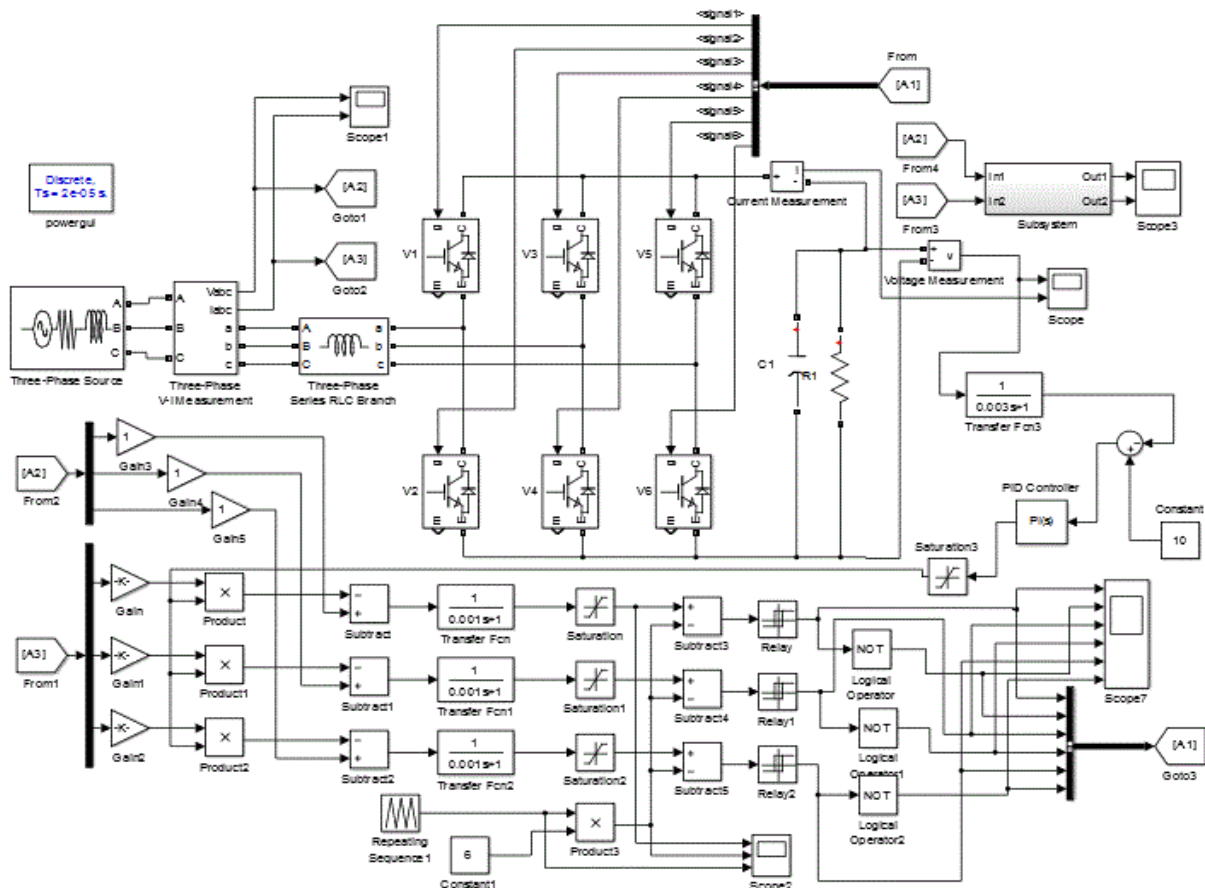 <signal1>
<signal2>
<signal3>
<signal4>
<signal5>
<signal6>
From
[A1]
Scope1
[A2]
From4
[A3]
From3
In1
In2
Out1
Out2
Subsystem
Scope3
Discrete,
Ts = 2e-05 s.
powergui
[A2]
Goto1
[A3]
Goto2
+
-
i
Current Measurement
g
C
E
V1
g
C
E
V3
g
C
E
V5
+
-
v
Voltage Measurement
Scope
A
B
C
Three-Phase Source
A
B
C
Vabc
Iabc
a
b
c
Three-Phase
V-I Measurement
A
B
C
a
b
c
Three-Phase
Series RLC Branch
C1
R1
1
0.003s+1
Transfer Fcn3
[A2]
From2
1
Gain3
1
Gain4
1
Gain5
g
C
E
V2
g
C
E
V4
g
C
E
V6
PID Controller
PI(s)
-
+
Constant
10
Saturation3
[A3]
From1
-K-
Gain
-K-
Gain1
-K-
Gain2
×
Product
×
Product1
×
Product2
-
+
Subtract
-
+
Subtract1
-
+
Subtract2
1
0.001s+1
Transfer Fcn
1
0.001s+1
Transfer Fcn1
1
0.001s+1
Transfer Fcn2
Saturation
Saturation1
Saturation2
+
-
Subtract3
+
-
Subtract4
+
-
Subtract5
Relay
Relay1
Relay2
NOT
Logical
Operator
NOT
Logical
Operator1
NOT
Logical
Operator2
Scope7
[A1]
Goto3
Repeating
Sequence1
6
Constant1
×
Product3
Scope2